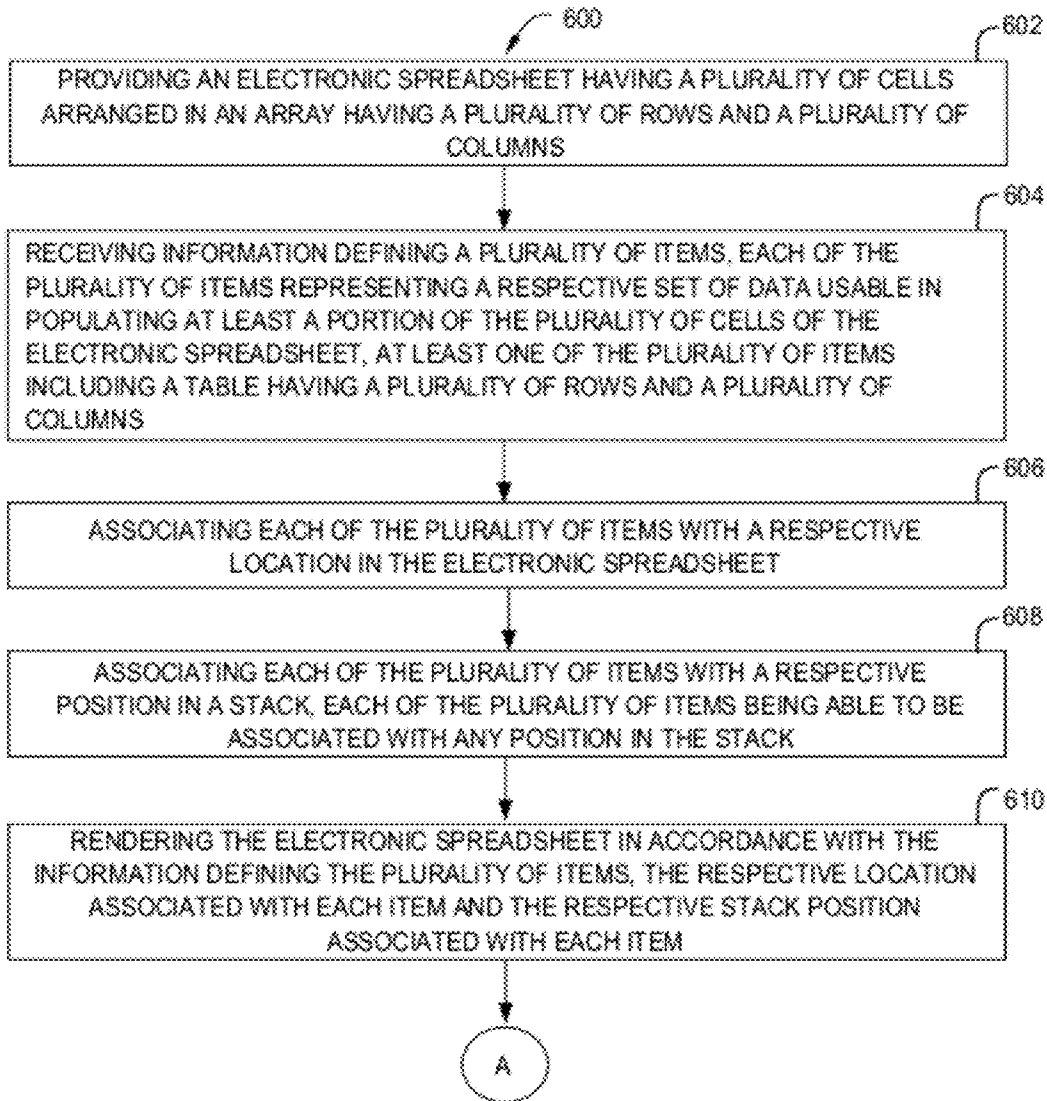 600
602
PROVIDING AN ELECTRONIC SPREADSHEET HAVING A PLURALITY OF CELLS
ARRANGED IN AN ARRAY HAVING A PLURALITY OF ROWS AND A PLURALITY OF
COLUMNS
604
RECEIVING INFORMATION DEFINING A PLURALITY OF ITEMS, EACH OF THE
PLURALITY OF ITEMS REPRESENTING A RESPECTIVE SET OF DATA USABLE IN
POPULATING AT LEAST A PORTION OF THE PLURALITY OF CELLS OF THE
ELECTRONIC SPREADSHEET, AT LEAST ONE OF THE PLURALITY OF ITEMS
INCLUDING A TABLE HAVING A PLURALITY OF ROWS AND A PLURALITY OF
COLUMNS
606
ASSOCIATING EACH OF THE PLURALITY OF ITEMS WITH A RESPECTIVE
LOCATION IN THE ELECTRONIC SPREADSHEET
608
ASSOCIATING EACH OF THE PLURALITY OF ITEMS WITH A RESPECTIVE
POSITION IN A STACK, EACH OF THE PLURALITY OF ITEMS BEING ABLE TO BE
ASSOCIATED WITH ANY POSITION IN THE STACK
610
RENDERING THE ELECTRONIC SPREADSHEET IN ACCORDANCE WITH THE
INFORMATION DEFINING THE PLURALITY OF ITEMS, THE RESPECTIVE LOCATION
ASSOCIATED WITH EACH ITEM AND THE RESPECTIVE STACK POSITION
ASSOCIATED WITH EACH ITEM
A